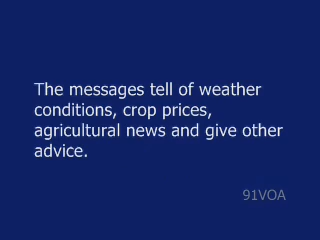 The messages tell of weather
conditions, crop prices,
agricultural news and give other
advice.
91VOA